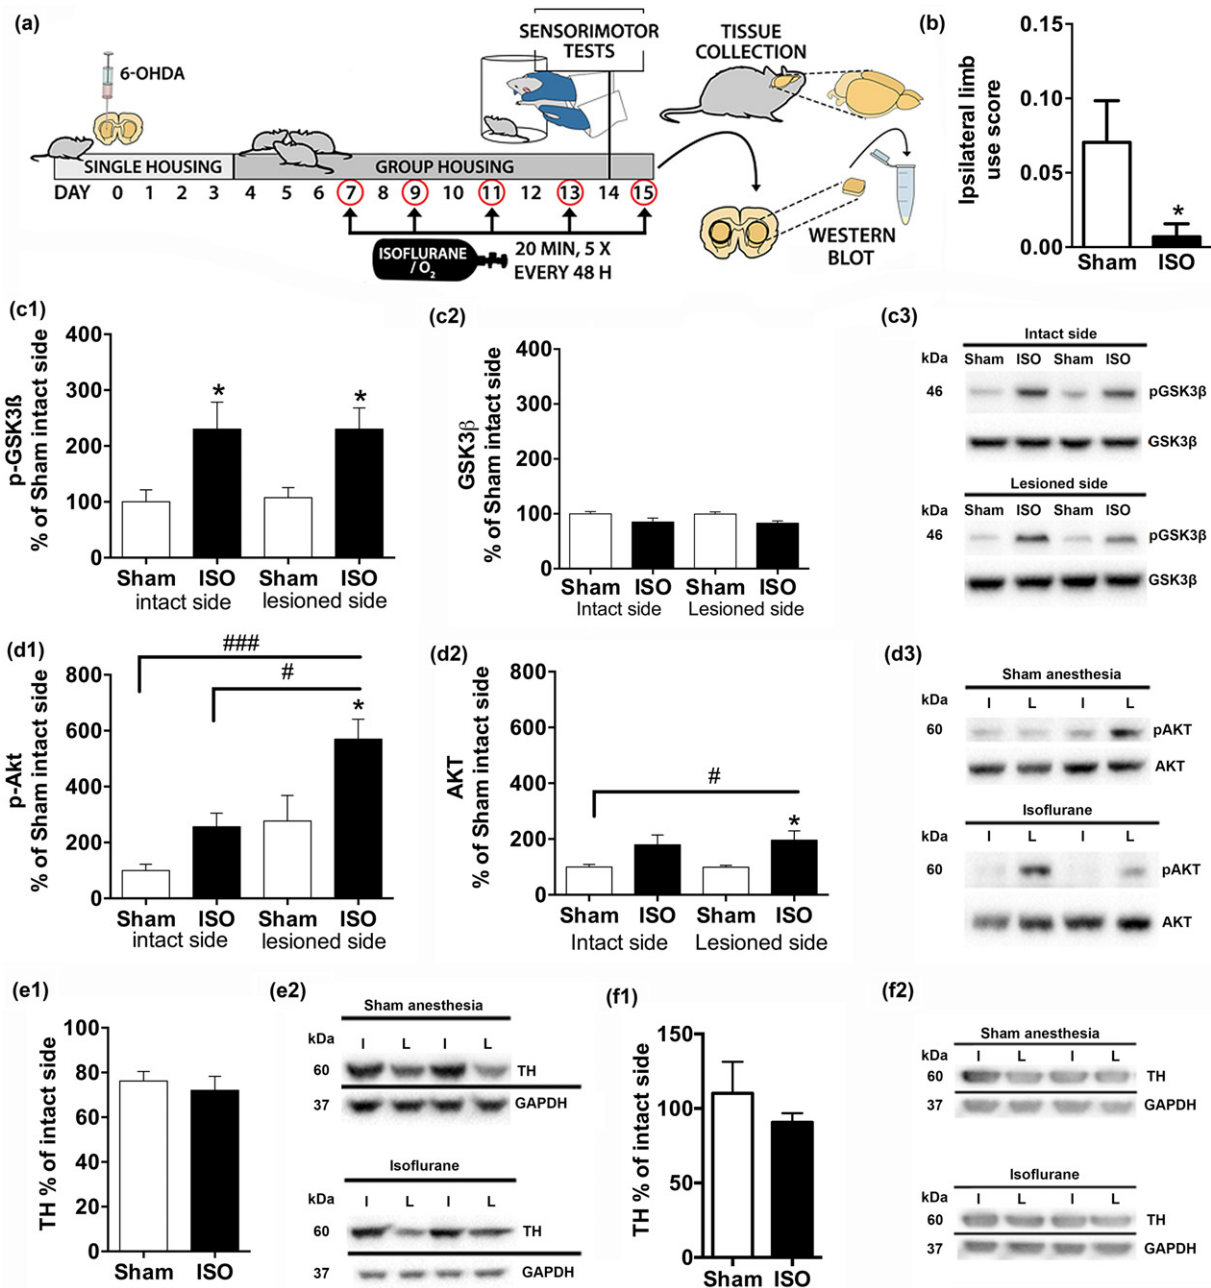 (a)
6-OHDA
SENSORIMOTOR
TESTS
TISSUE
COLLECTION
SINGLE HOUSING
GROUP HOUSING
DAY 0 1 2 3 4 5 6 7 8 9 10 11 12 13 14 15
ISOFLURANE
/ O2
20 MIN, 5 X
EVERY 48 H
WESTERN
BLOT
(b)
Ipsilateral limb
use score
0.15
0.10
0.05
0.00
*
Sham ISO
(c1)
p-GSK3ß
% of Sham intact side
400
300
200
100
0
* *
Sham ISO Sham ISO
intact side lesioned side
(c2)
GSK3β
% of Sham intact side
400
300
200
100
0
Sham ISO Sham ISO
Intact side Lesioned side
(c3)
Intact side
kDa Sham ISO Sham ISO
46 pGSK3β
GSK3β
Lesioned side
kDa Sham ISO Sham ISO
46 pGSK3β
GSK3β
(d1)
p-Akt
% of Sham intact side
800
600
400
200
0
###
#
*
Sham ISO Sham ISO
intact side lesioned side
(d2)
AKT
% of Sham intact side
800
600
400
200
0
#
*
Sham ISO Sham ISO
Intact side Lesioned side
(d3)
Sham anesthesia
kDa I L I L
60 pAKT
AKT
Isoflurane
kDa I L I L
60 pAKT
AKT
(e1)
TH % of intact side
100
80
60
40
20
0
Sham ISO
(e2)
Sham anesthesia
kDa I L I L
60 TH
37 GAPDH
Isoflurane
kDa I L I L
60 TH
37 GAPDH
(f1)
TH % of intact side
150
100
50
0
Sham ISO
(f2)
Sham anesthesia
kDa I L I L
60 TH
37 GAPDH
Isoflurane
kDa I L I L
60 TH
37 GAPDH